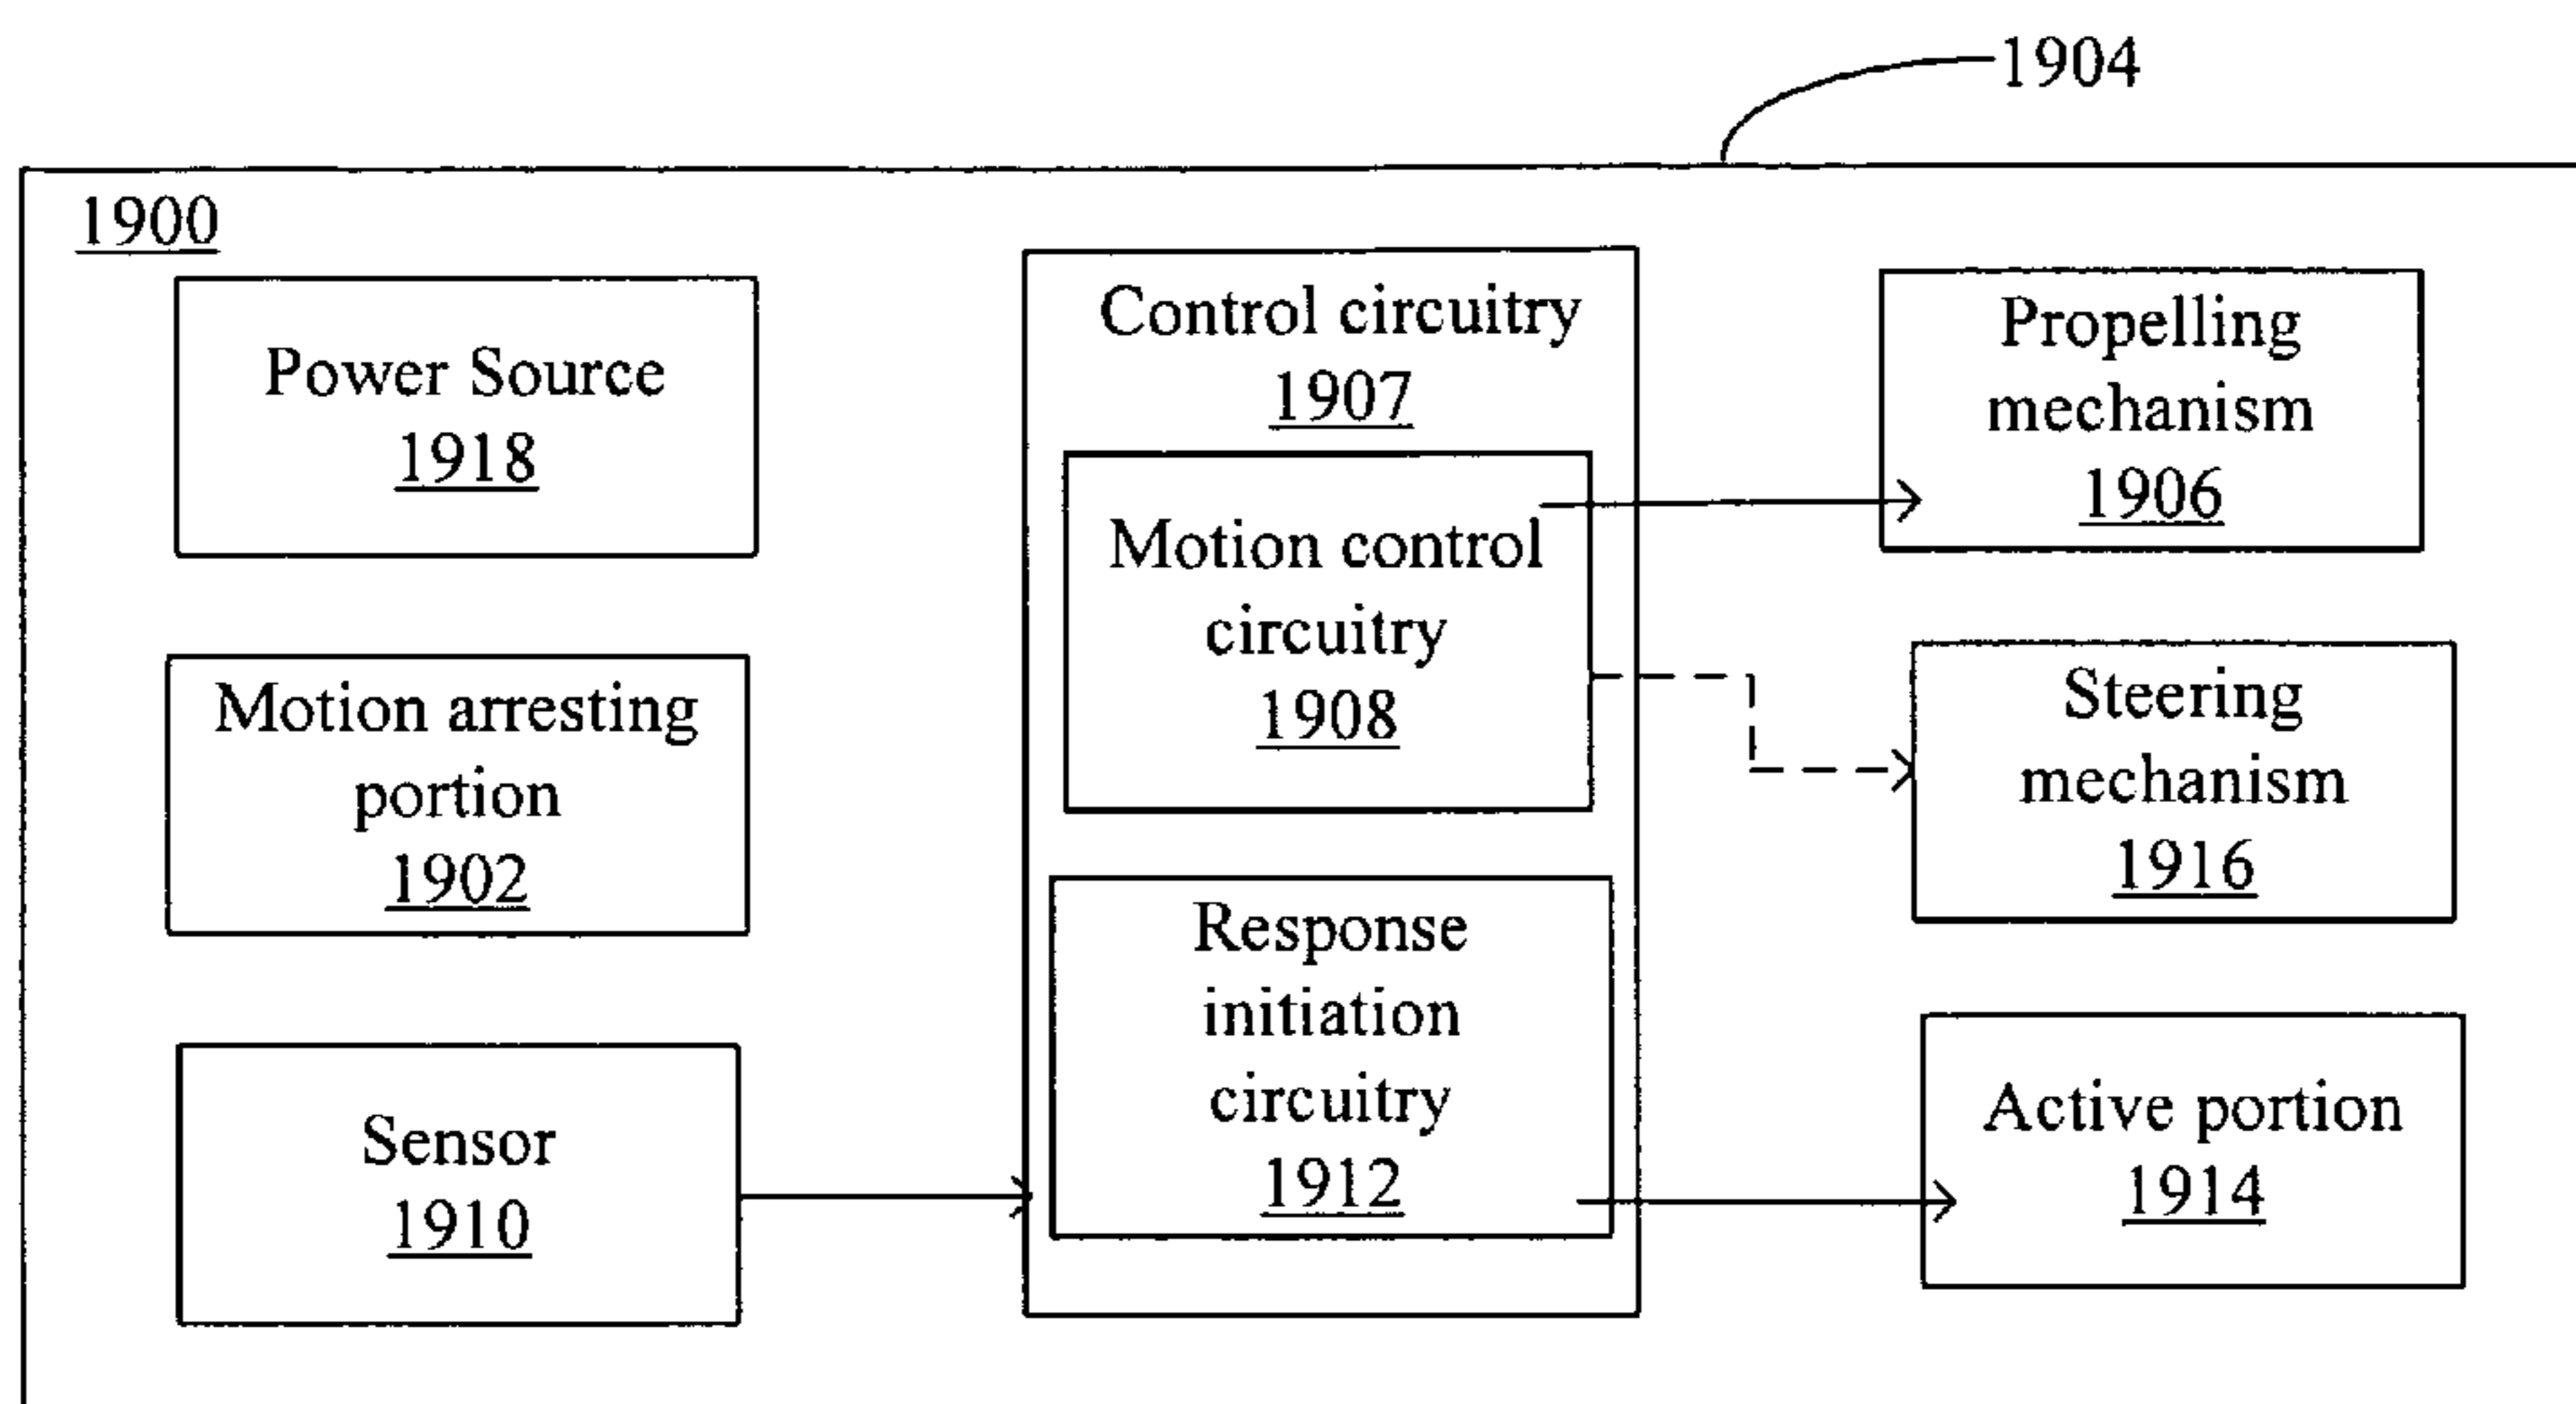 1904
1900
Power Source
1918
Motion arresting
portion
1902
Sensor
1910
Control circuitry
1907
Motion control
circuitry
1908
Response
initiation
circuitry
1912
Propelling
mechanism
1906
Steering
mechanism
1916
Active portion
1914